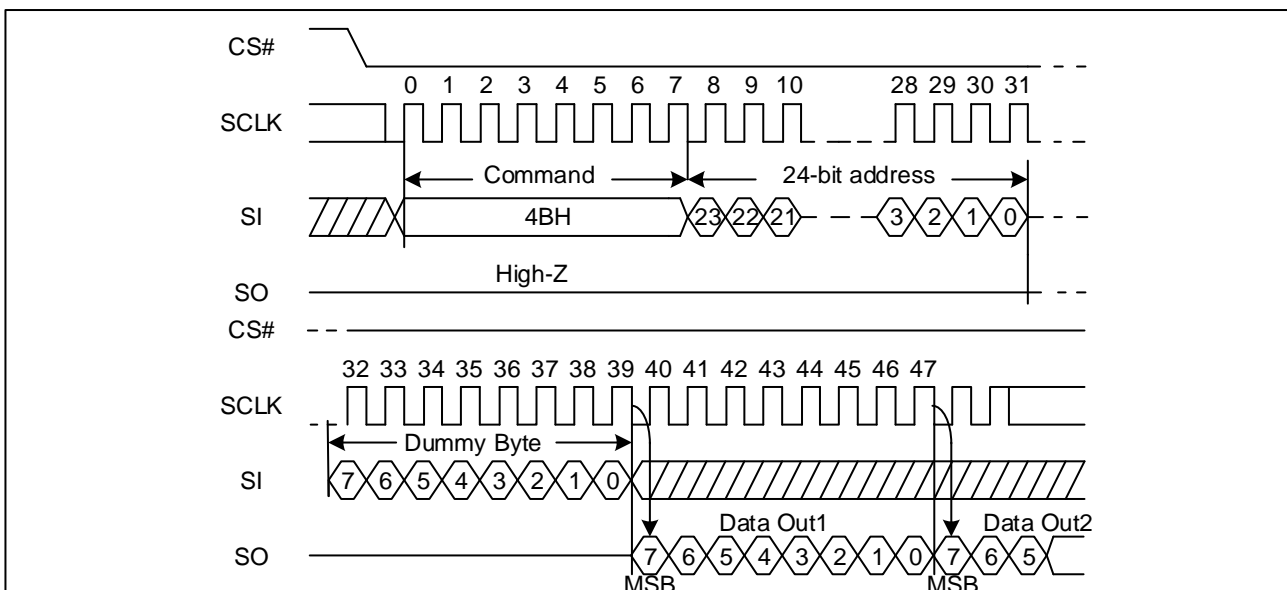 CS#
0 1 2 3 4 5 6 7 8 9 10 28 29 30 31
SCLK
Command 24-bit address
SI 4BH 23 22 21 3 2 1 0
High-Z
SO
CS#
32 33 34 35 36 37 38 39 40 41 42 43 44 45 46 47
SCLK
Dummy Byte
SI 7 6 5 4 3 2 1 0
Data Out1 Data Out2
SO 7 6 5 4 3 2 1 0 7 6 5
MSB MSB